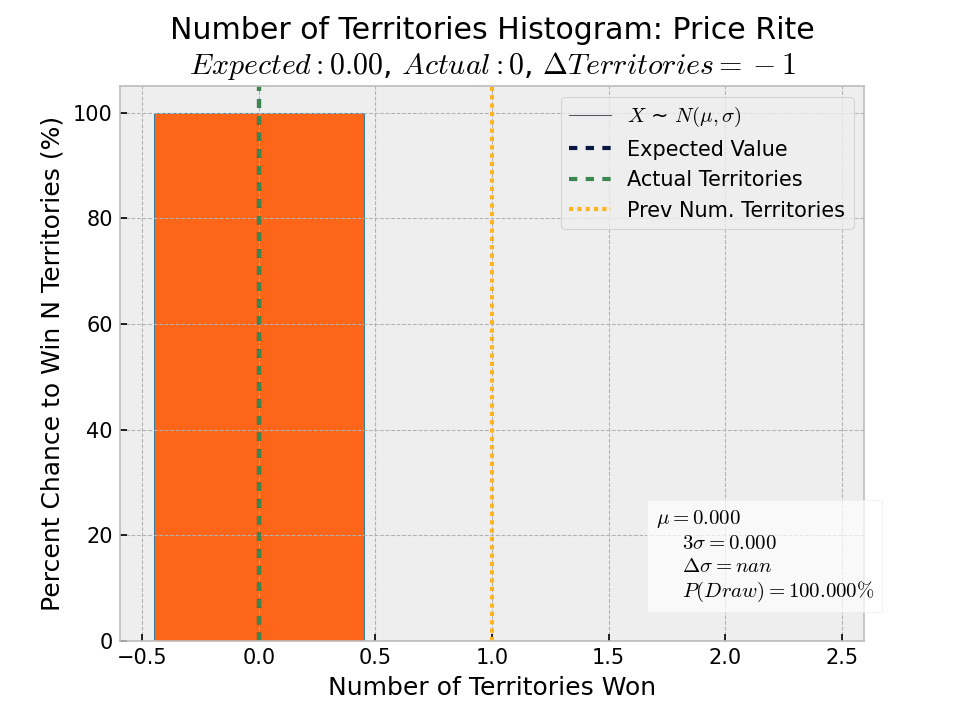 Number of Territories Histogram: Price Rite
Expected : 0.00, Actual : 0, ΔTerritories = −1
Percent Chance to Win N Territories (%)
100
80
60
40
20
0
X ~ N(μ, σ)
Expected Value
Actual Territories
Prev Num. Territories
μ = 0.000
3σ = 0.000
Δσ = nan
P(Draw) = 100.000%
−0.5 0.0 0.5 1.0 1.5 2.0 2.5
Number of Territories Won